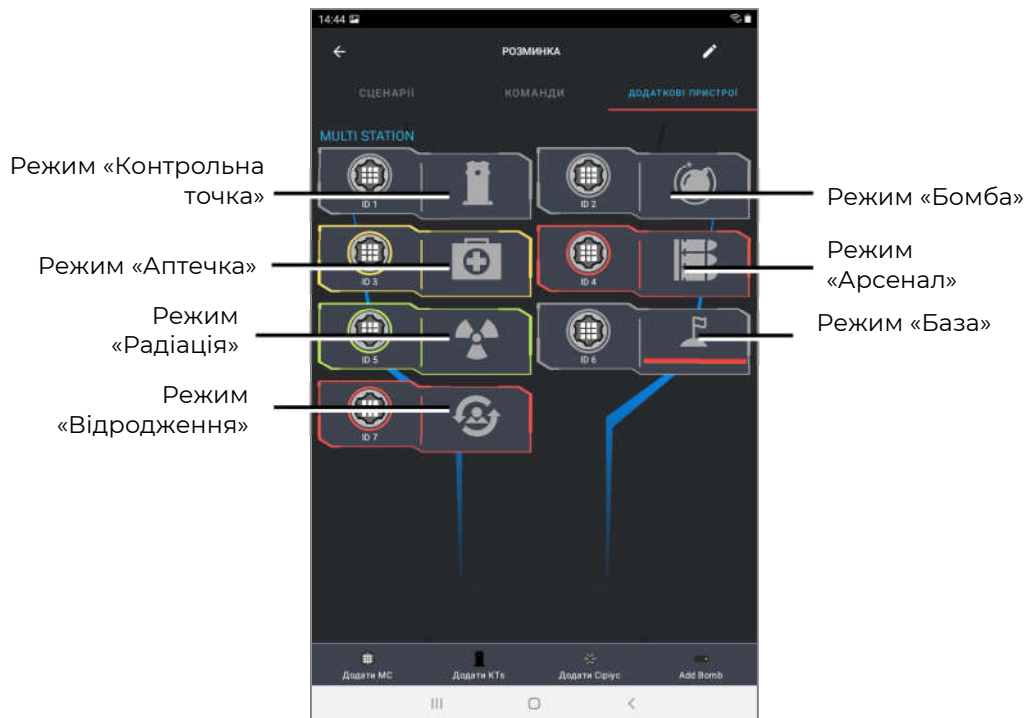 14:44
РОЗМИНКА
СЦЕНАРІЇ
КОМАНДИ
ДОДАТКОВІ ПРИСТРОЇ
MULTI STATION
Режим «Контрольна
точка»
ID 1
ID 2
Режим «Бомба»
Режим «Аптечка»
ID 3
ID 4
Режим
«Арсенал»
Режим
«Радіація»
ID 5
ID 6
Режим «База»
Режим
«Відродження»
ID 7
Додати МС
Додати KTs
Додати Сіріус
Add Bomb